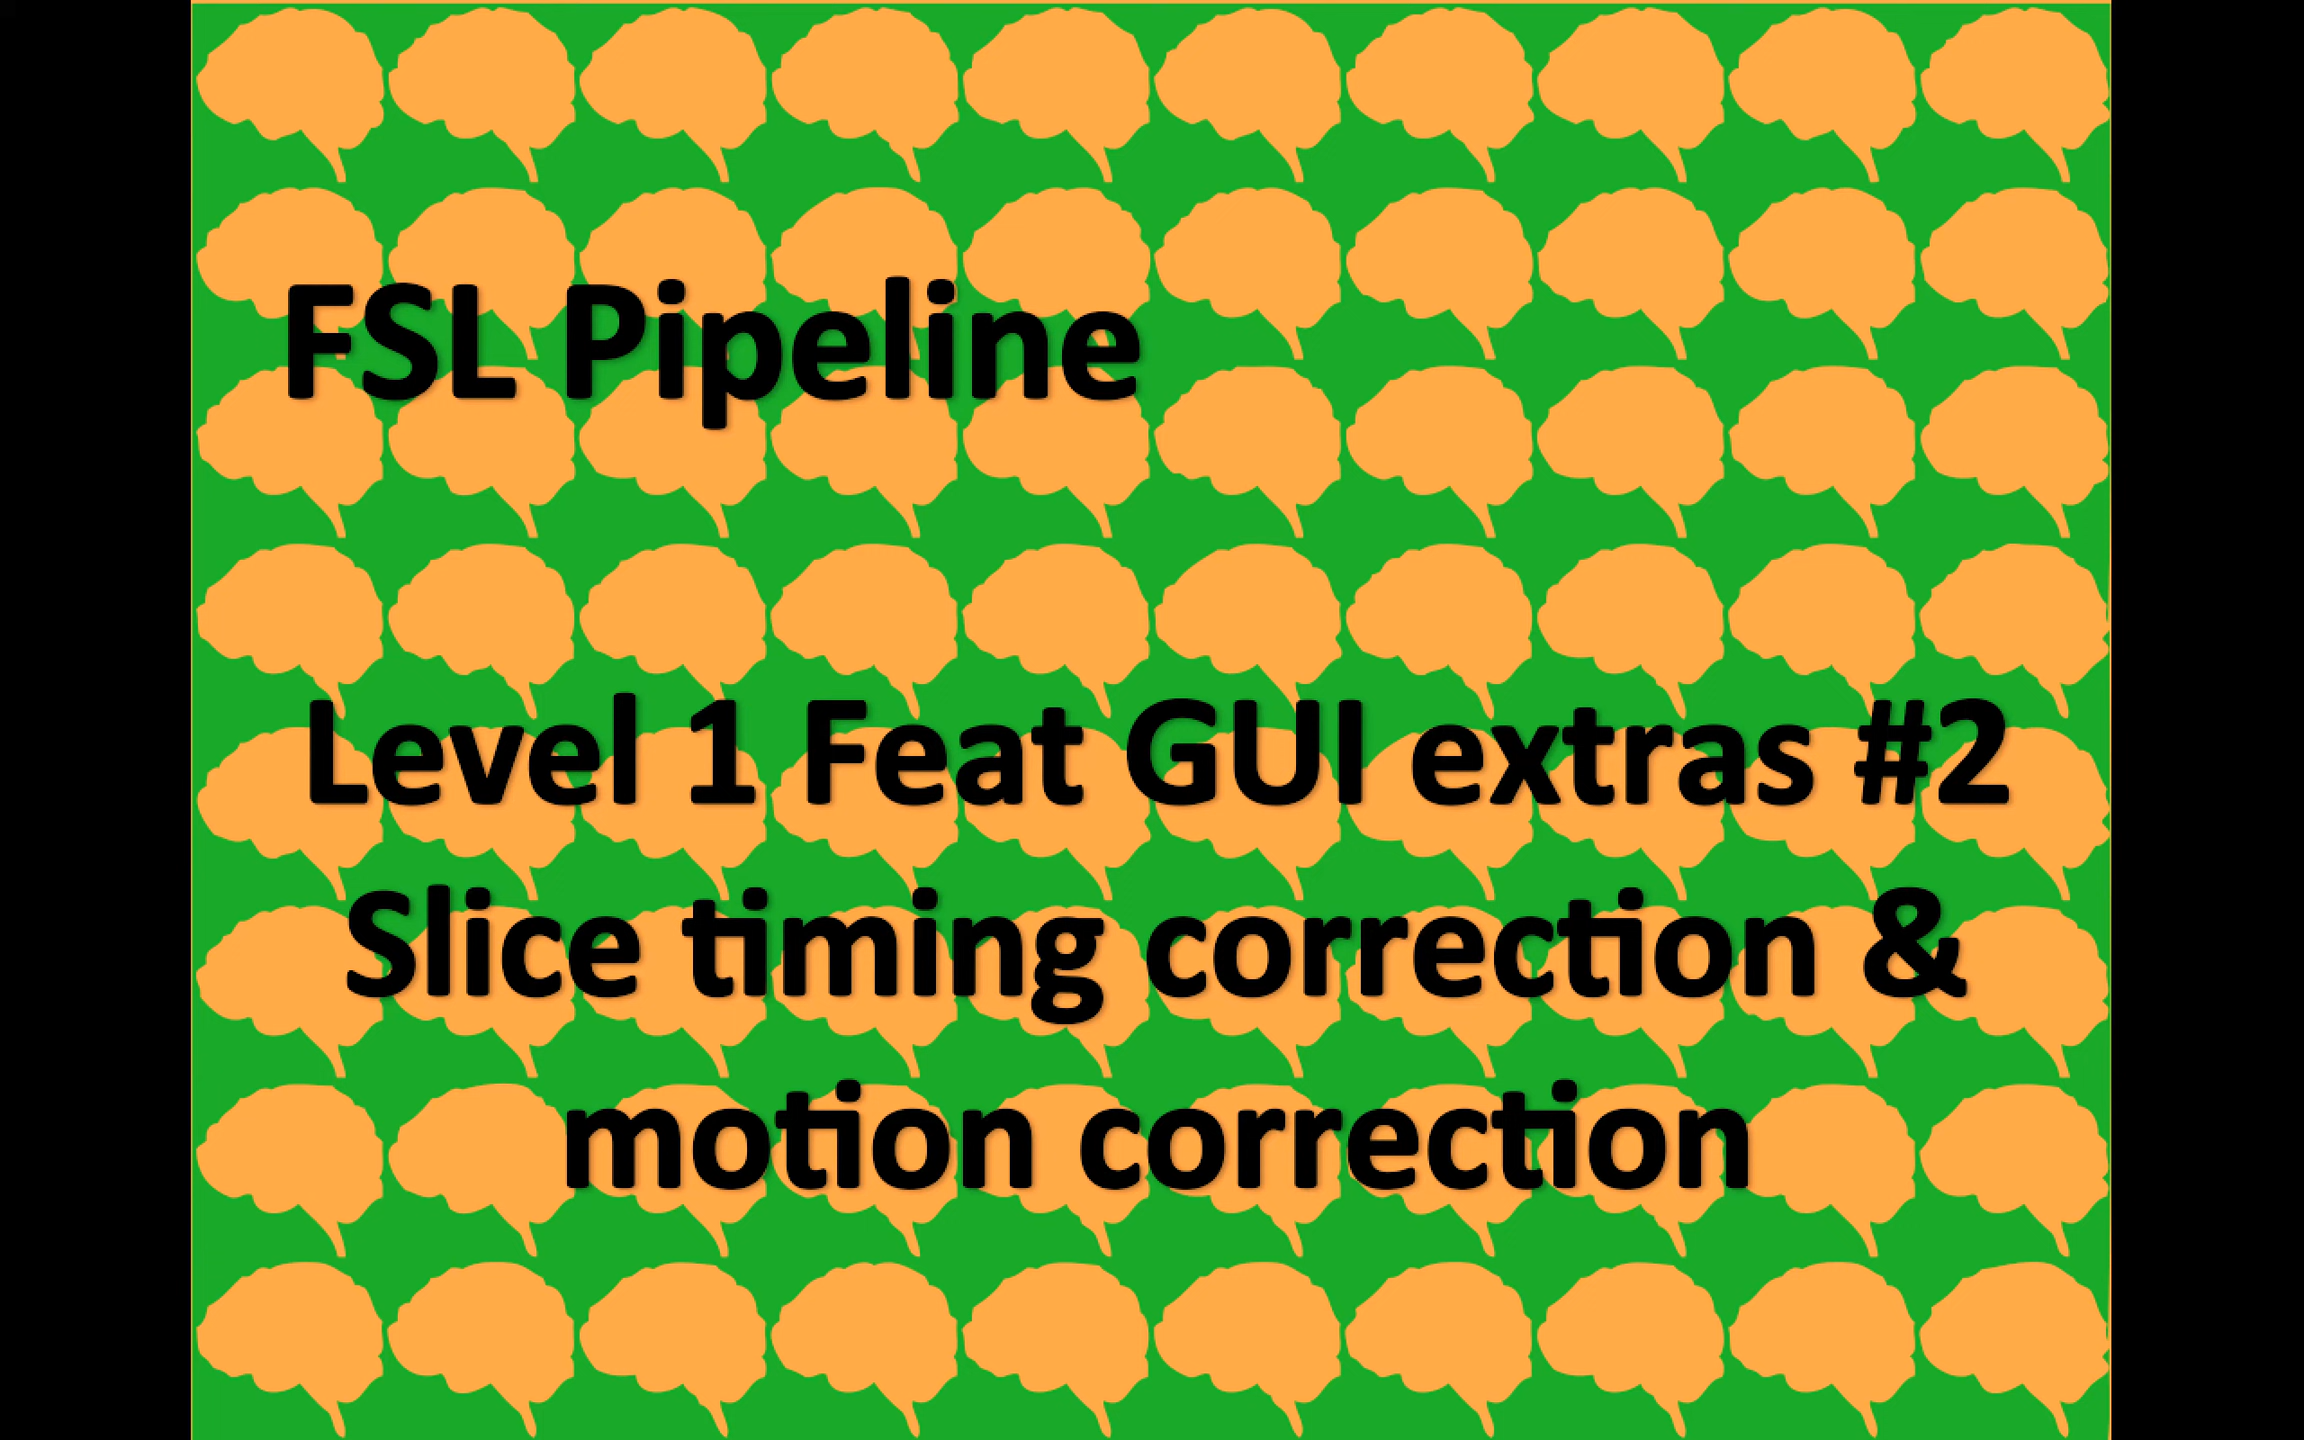 FSL Pipeline
Level 1 Feat GUI extras #2
Slice timing correction &
motion correction